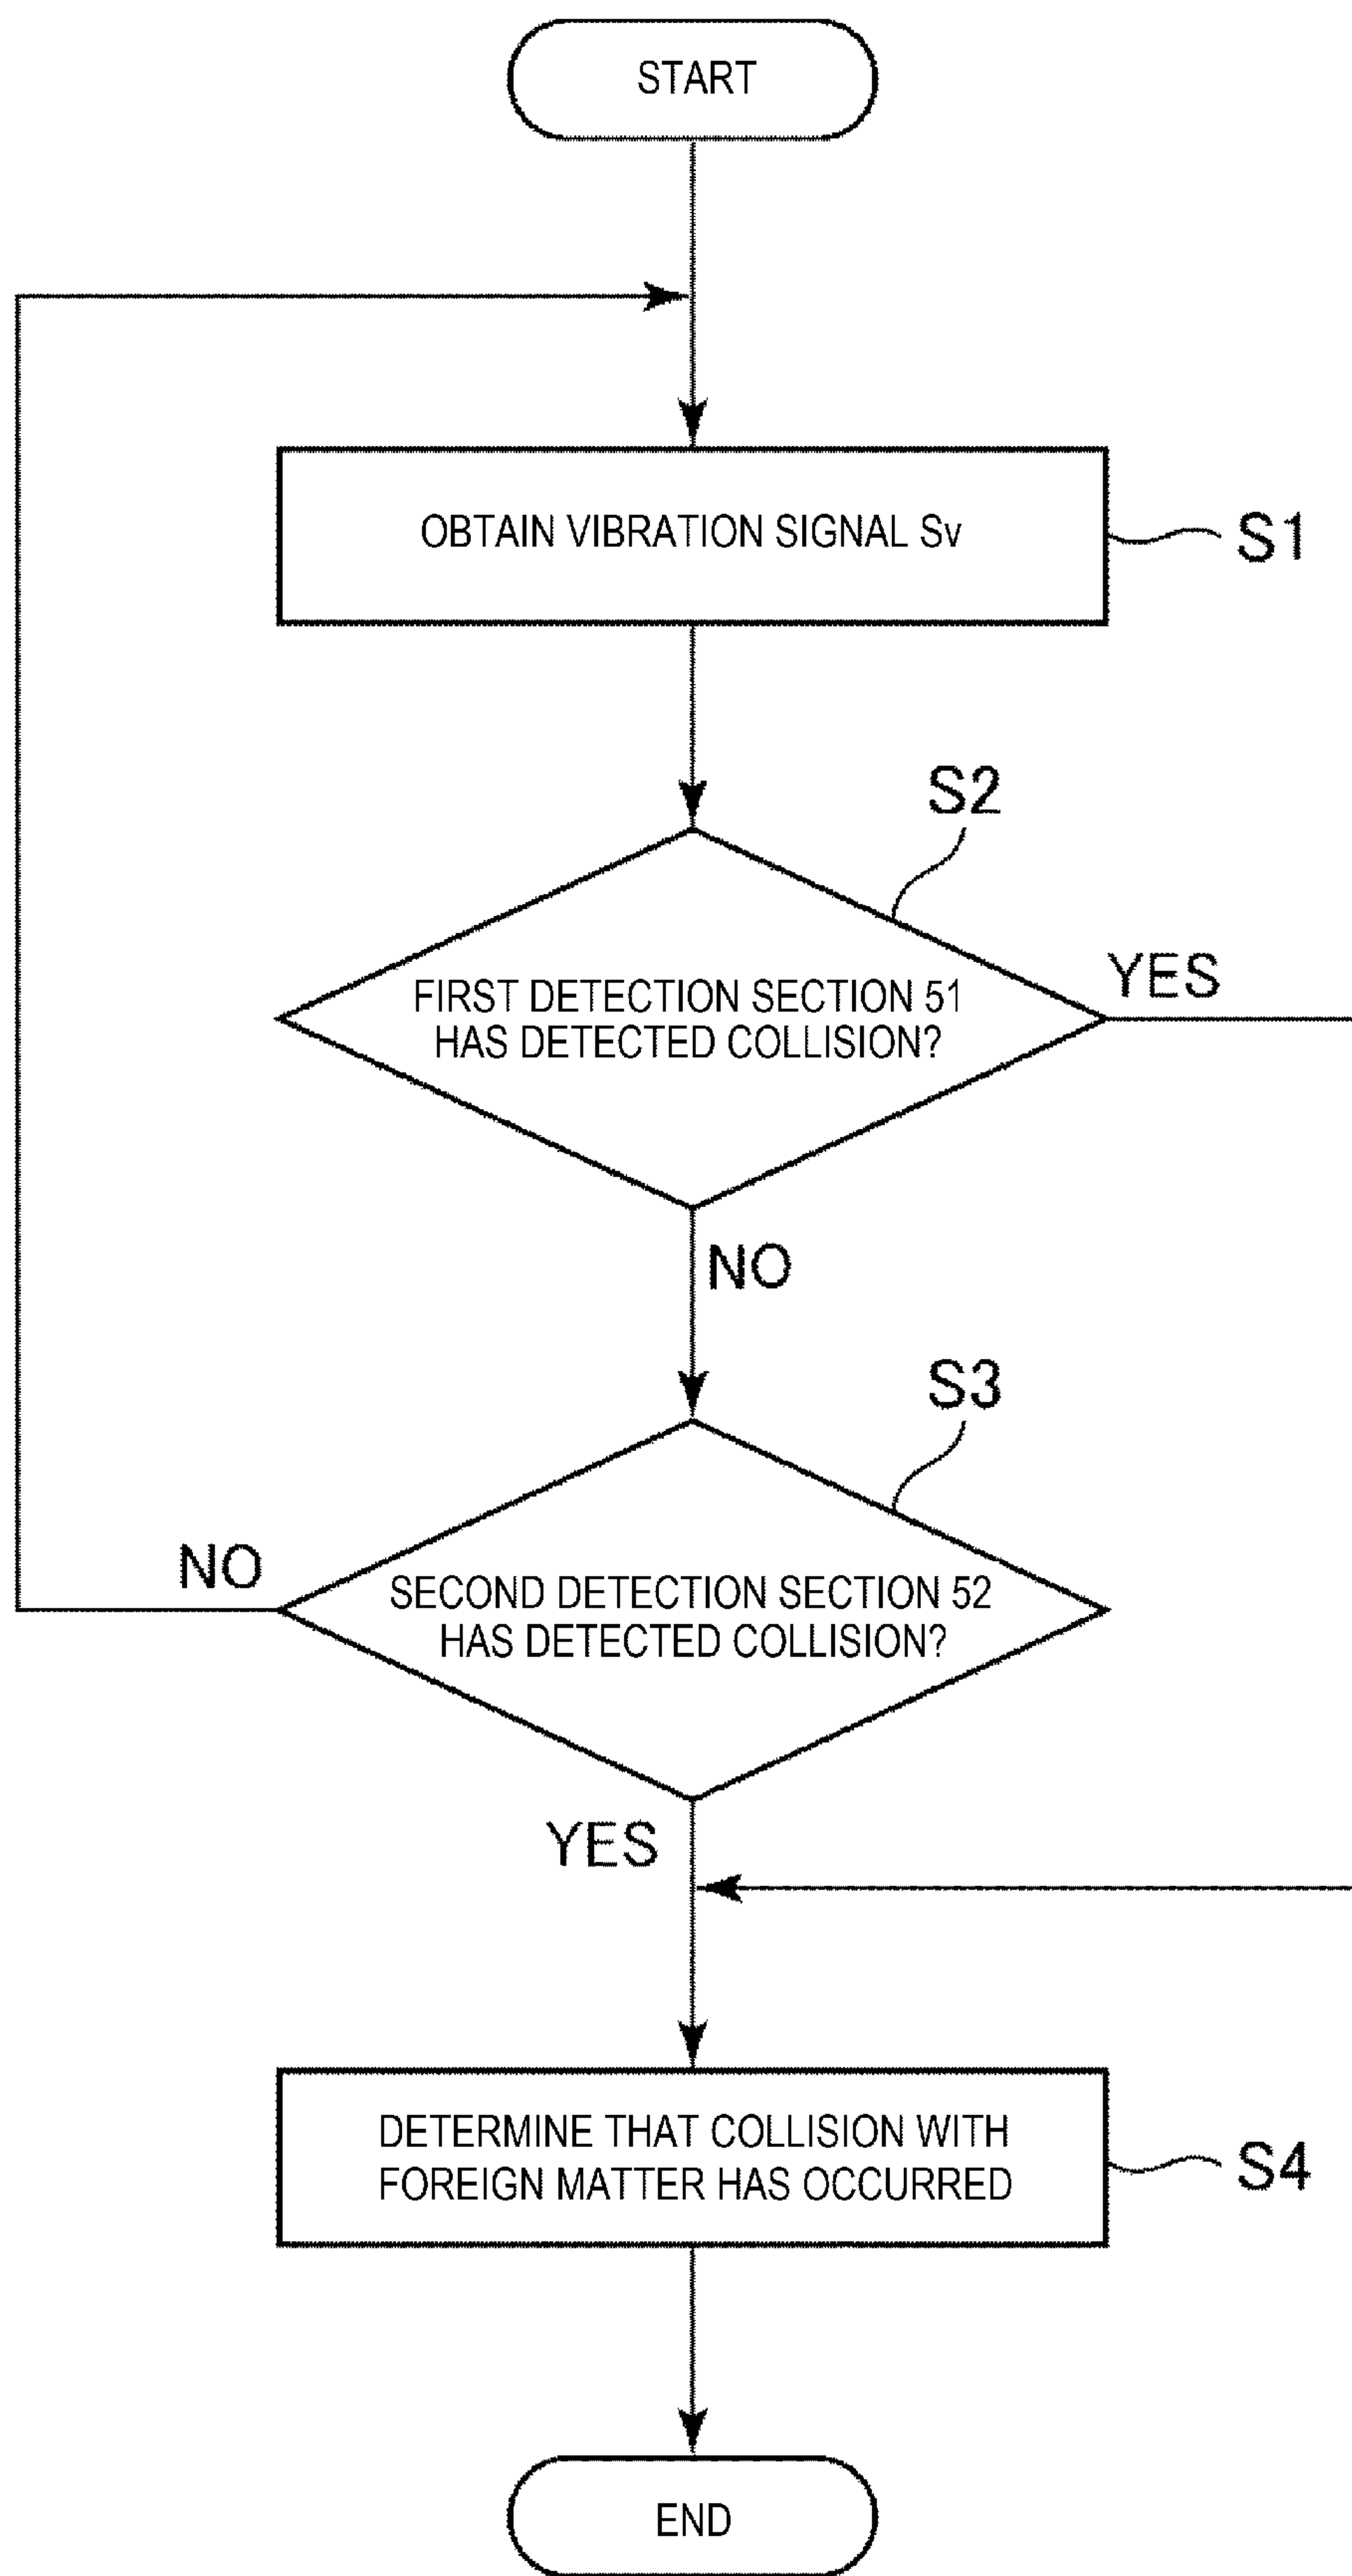 START
OBTAIN VIBRATION SIGNAL Sv
S1
S2
FIRST DETECTION SECTION 51
HAS DETECTED COLLISION?
YES
NO
S3
SECOND DETECTION SECTION 52
HAS DETECTED COLLISION?
NO
YES
DETERMINE THAT COLLISION WITH
FOREIGN MATTER HAS OCCURRED
S4
END